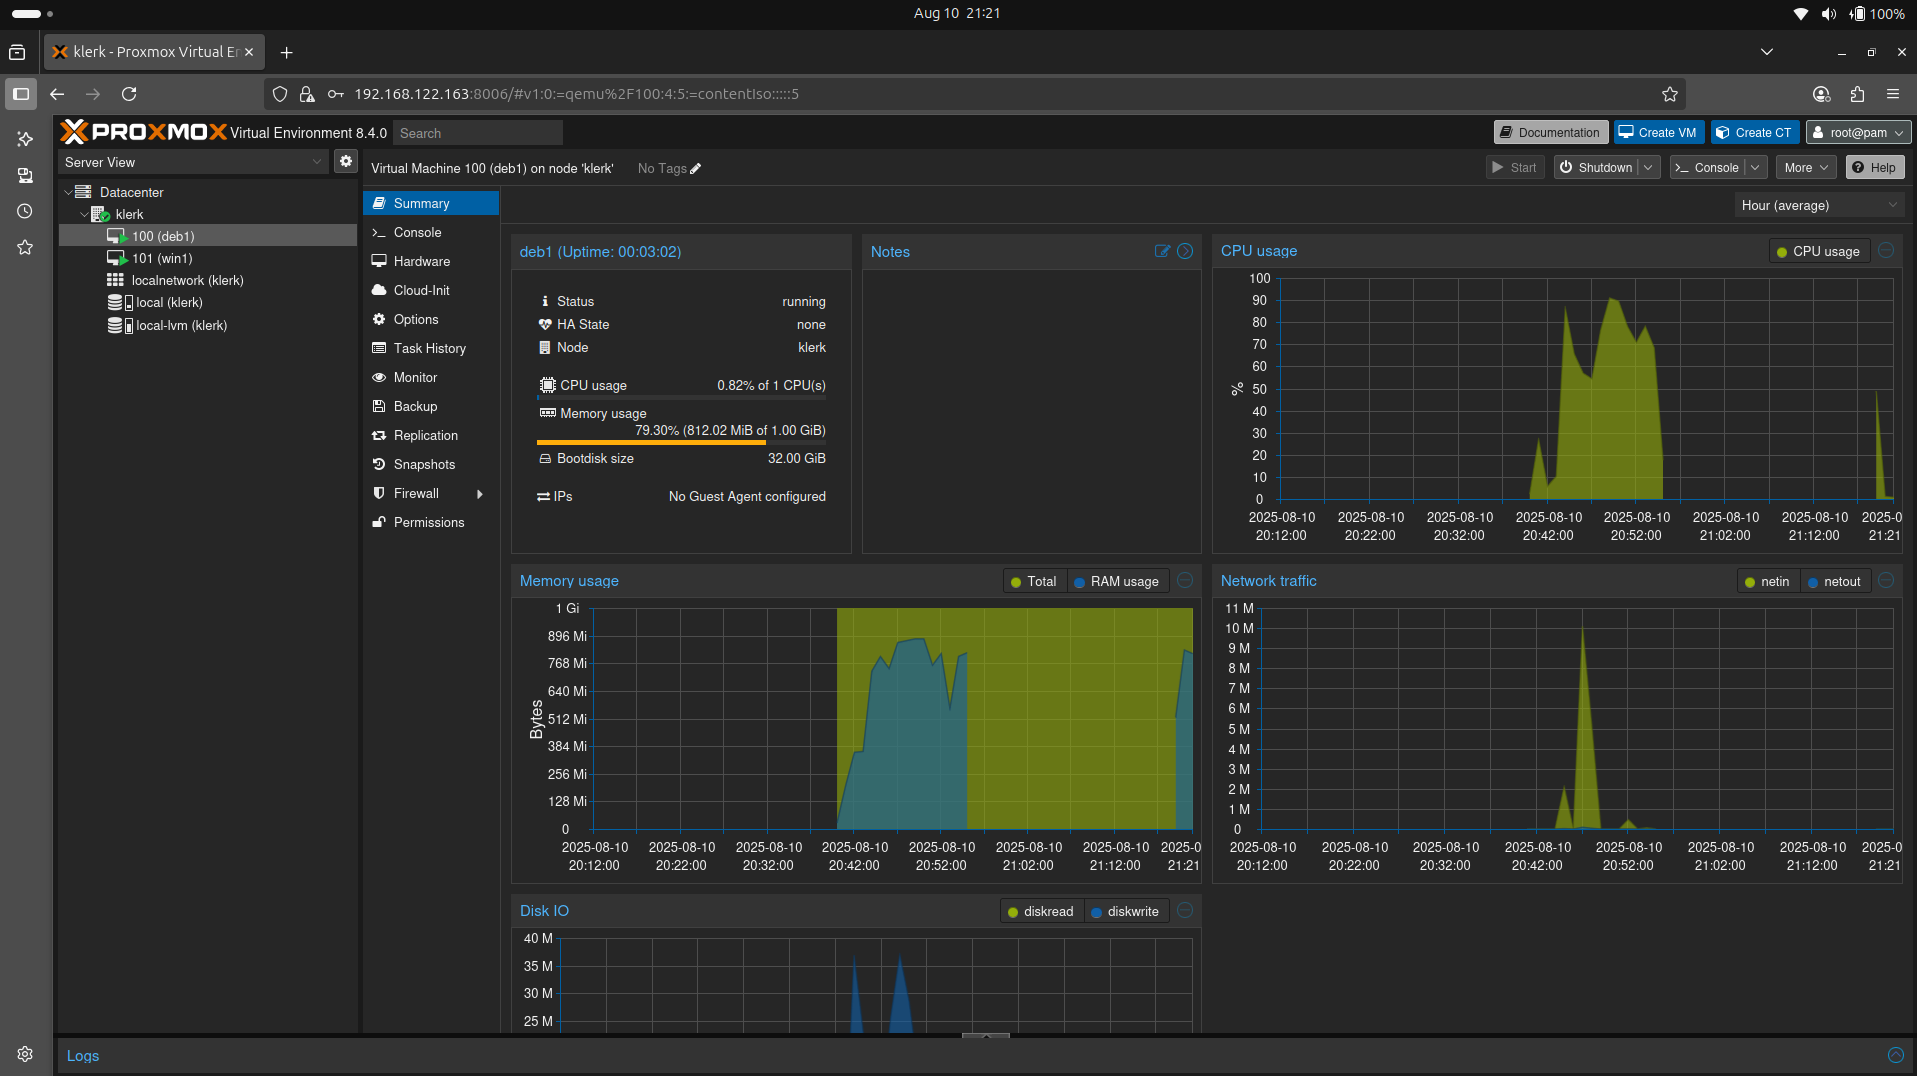 Aug 10 21:21
100%
klerk - Proxmox Virtual En
192.168.122.163:8006/#v1:0:=qemu%2F100:4:5:=contentIso:::::5
PROXMOX Virtual Environment 8.4.0
Search
Documentation
Create VM
Create CT
root@pam
Server View
Virtual Machine 100 (deb1) on node 'klerk'
No Tags
Start
Shutdown
Console
More
Help
Datacenter
klerk
100 (deb1)
101 (win1)
localnetwork (klerk)
local (klerk)
local-lvm (klerk)
Summary
Console
Hardware
Cloud-Init
Options
Task History
Monitor
Backup
Replication
Snapshots
Firewall
Permissions
Hour (average)
deb1 (Uptime: 00:03:02)
Status running
HA State none
Node klerk
CPU usage 0.82% of 1 CPU(s)
Memory usage
79.30% (812.02 MiB of 1.00 GiB)
Bootdisk size 32.00 GiB
IPs No Guest Agent configured
Notes
CPU usage
CPU usage
100
90
80
70
60
%
50
40
30
20
10
0
2025-08-10 2025-08-10 2025-08-10 2025-08-10 2025-08-10 2025-08-10 2025-08-10 2025-0
20:12:00 20:22:00 20:32:00 20:42:00 20:52:00 21:02:00 21:12:00 21:21
Memory usage
Total RAM usage
1 Gi
896 Mi
768 Mi
640 Mi
Bytes
512 Mi
384 Mi
256 Mi
128 Mi
0
2025-08-10 2025-08-10 2025-08-10 2025-08-10 2025-08-10 2025-08-10 2025-08-10 2025-0
20:12:00 20:22:00 20:32:00 20:42:00 20:52:00 21:02:00 21:12:00 21:21
Network traffic
netin netout
11 M
10 M
9 M
8 M
7 M
6 M
5 M
4 M
3 M
2 M
1 M
0
2025-08-10 2025-08-10 2025-08-10 2025-08-10 2025-08-10 2025-08-10 2025-08-10 2025-0
20:12:00 20:22:00 20:32:00 20:42:00 20:52:00 21:02:00 21:12:00 21:21
Disk IO
diskread diskwrite
40 M
35 M
30 M
25 M
Logs